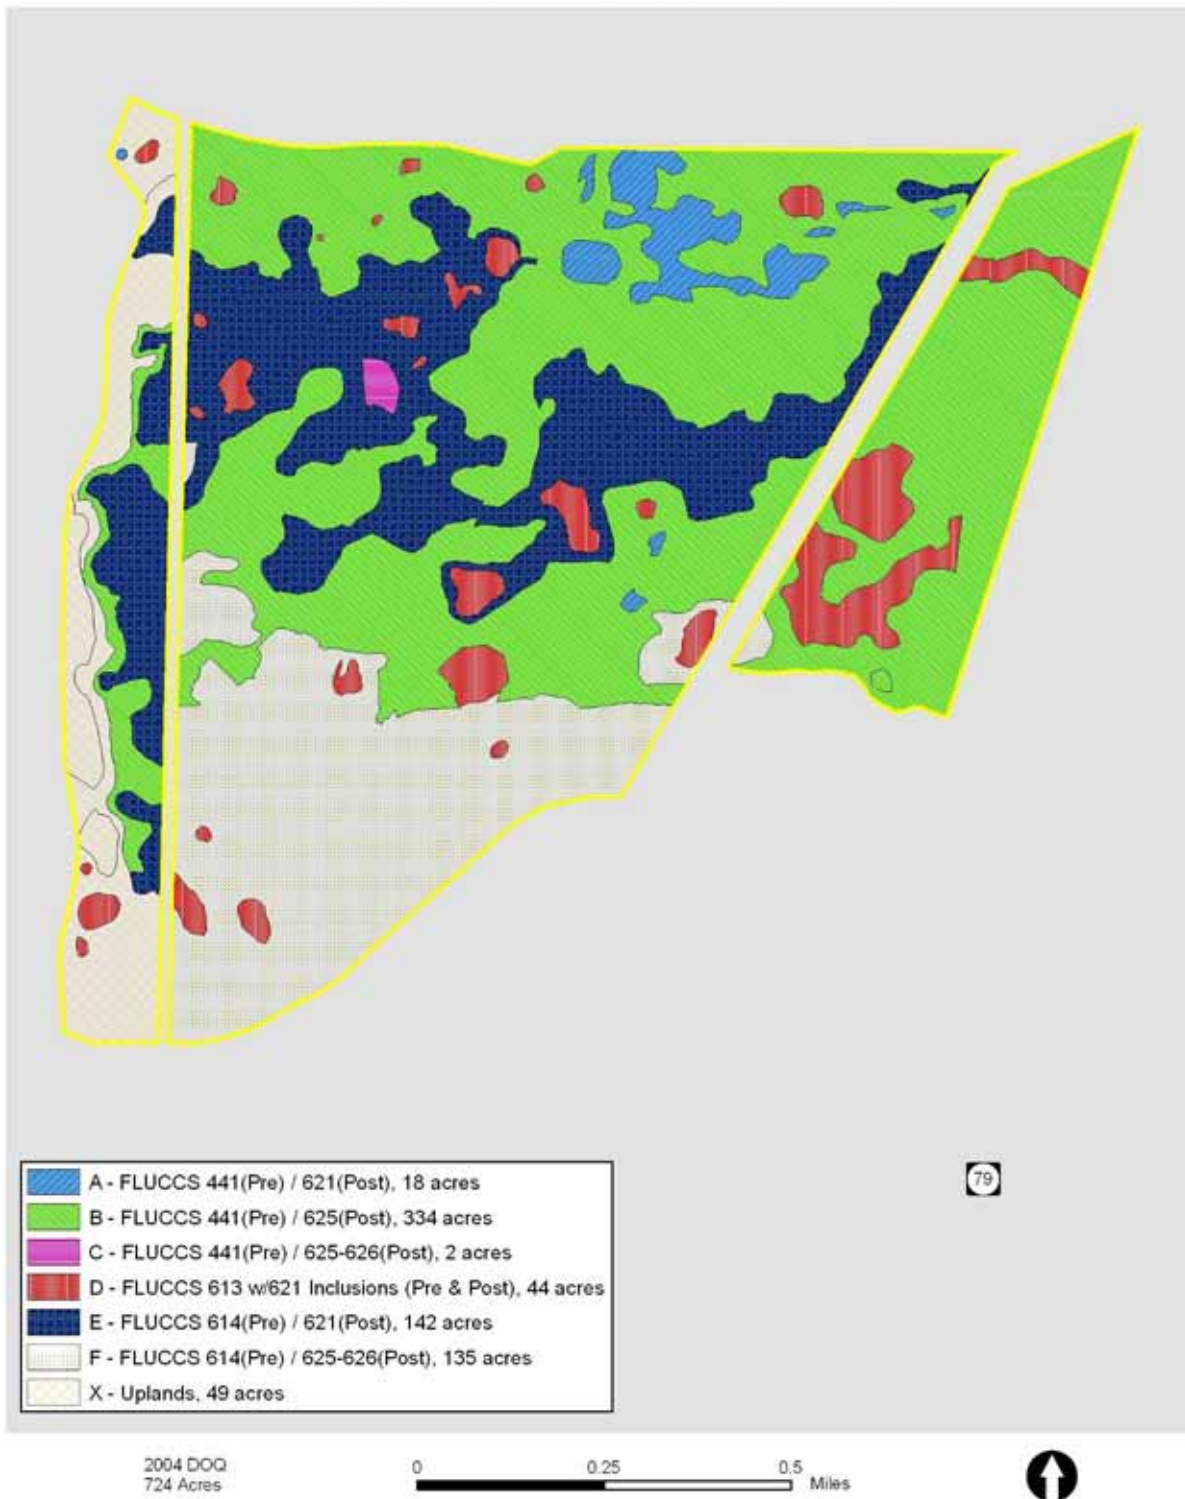 A - FLUCCS 441(Pre) / 621(Post), 18 acres
B - FLUCCS 441(Pre) / 625(Post), 334 acres
C - FLUCCS 441(Pre) / 625-626(Post), 2 acres
D - FLUCCS 613 w/621 Inclusions (Pre & Post), 44 acres
E - FLUCCS 614(Pre) / 621(Post), 142 acres
F - FLUCCS 614(Pre) / 625-626(Post), 135 acres
X - Uplands, 49 acres
79
2004 DOQ
724 Acres
0 0.25 0.5
Miles